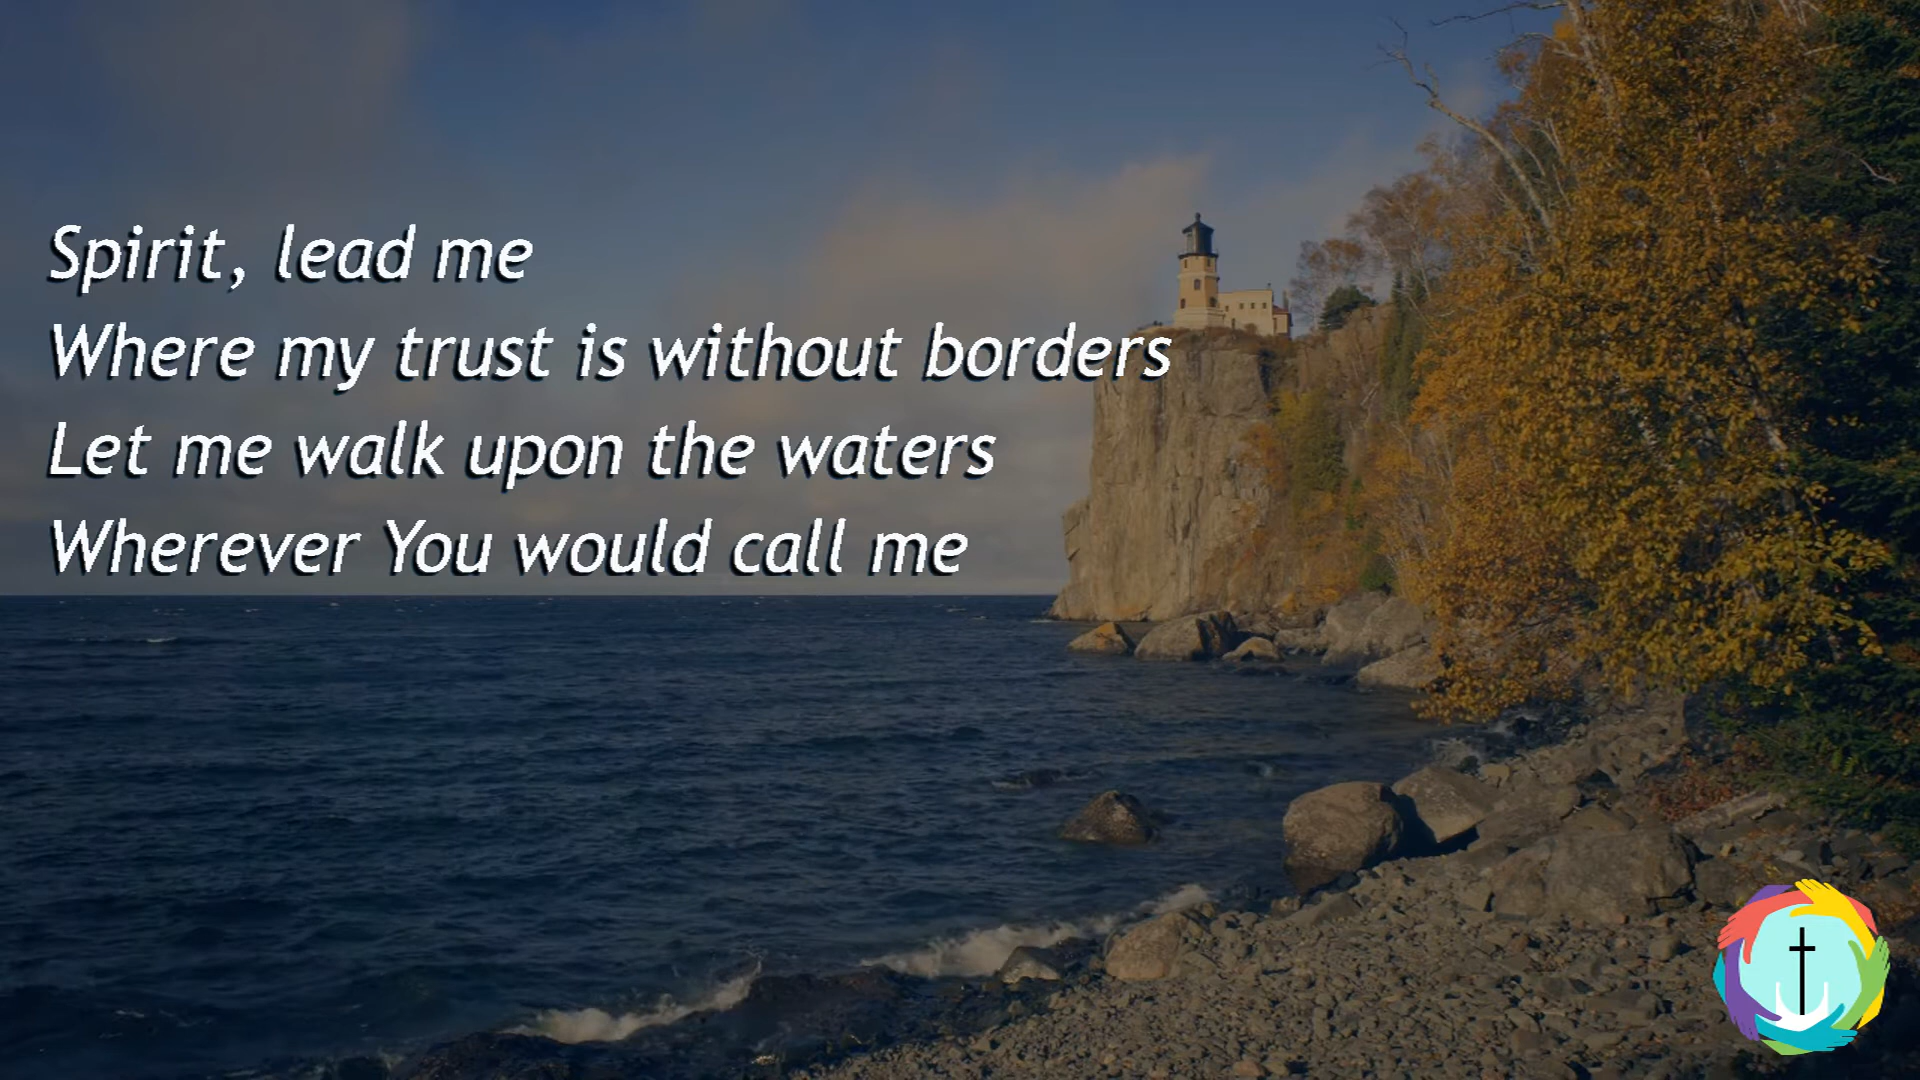 Spirit, lead me
Where my trust is without borders
Let me walk upon the waters
Wherever You would call me